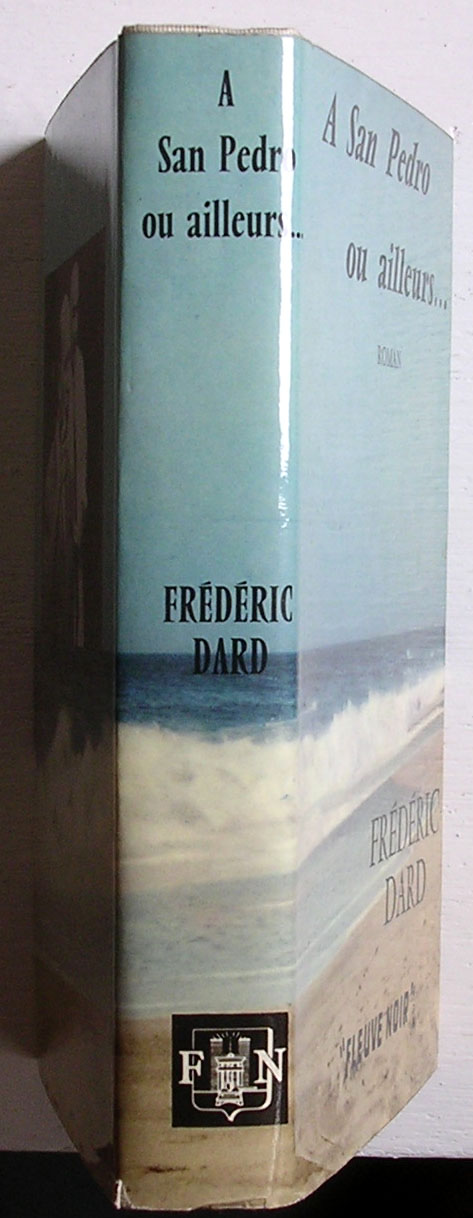 A
San Pedro
ou ailleurs...
FRÉDÉRIC
DARD
F N
A San Pedro
ou ailleurs...
ROMAN
FRÉDÉRIC
DARD
"FLEUVE NOIR"